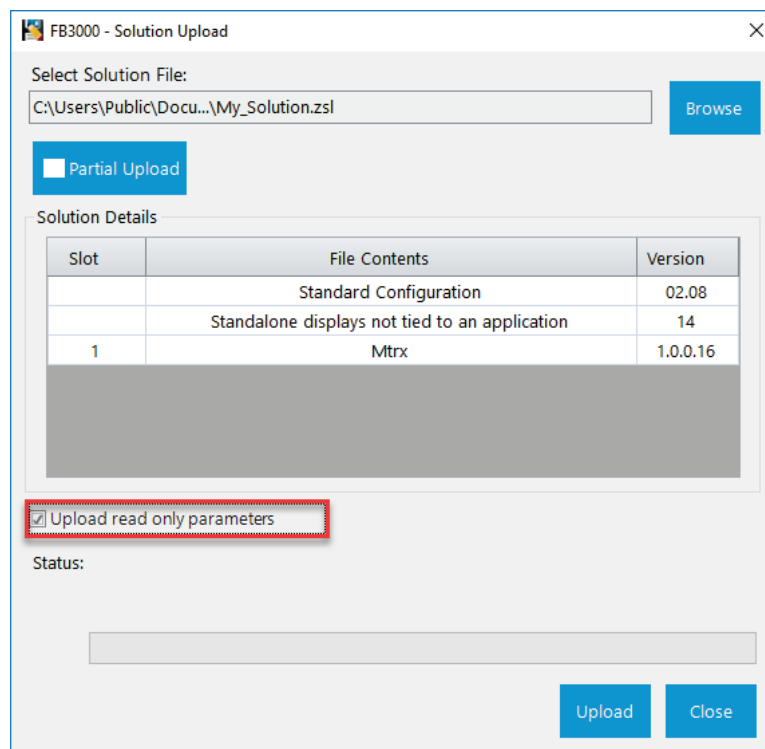 FB3000 - Solution Upload
Select Solution File:
C:\Users\Public\Docu...\My_Solution.zsl
Browse
Partial Upload
Solution Details
Slot File Contents Version
Standard Configuration 02.08
Standalone displays not tied to an application 14
1 Mtrx 1.0.0.16
Upload read only parameters
Status:
Upload Close